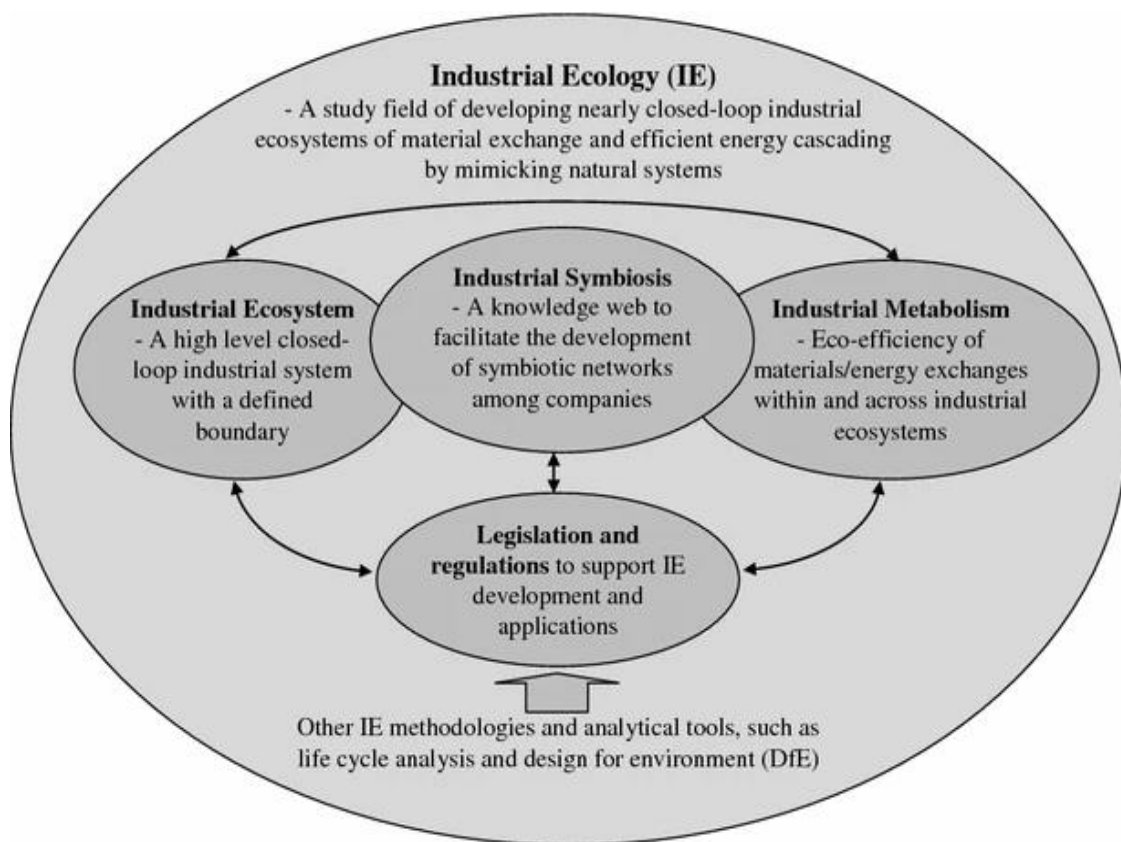 Industrial Ecology (IE)
- A study field of developing nearly closed-loop industrial
ecosystems of material exchange and efficient energy cascading
by mimicking natural systems
Industrial Ecosystem
- A high level closed-
loop industrial system
with a defined
boundary
Industrial Symbiosis
- A knowledge web to
facilitate the development
of symbiotic networks
among companies
Industrial Metabolism
- Eco-efficiency of
materials/energy exchanges
within and across industrial
ecosystems
Legislation and
regulations to support IE
development and
applications
Other IE methodologies and analytical tools, such as
life cycle analysis and design for environment (DfE)